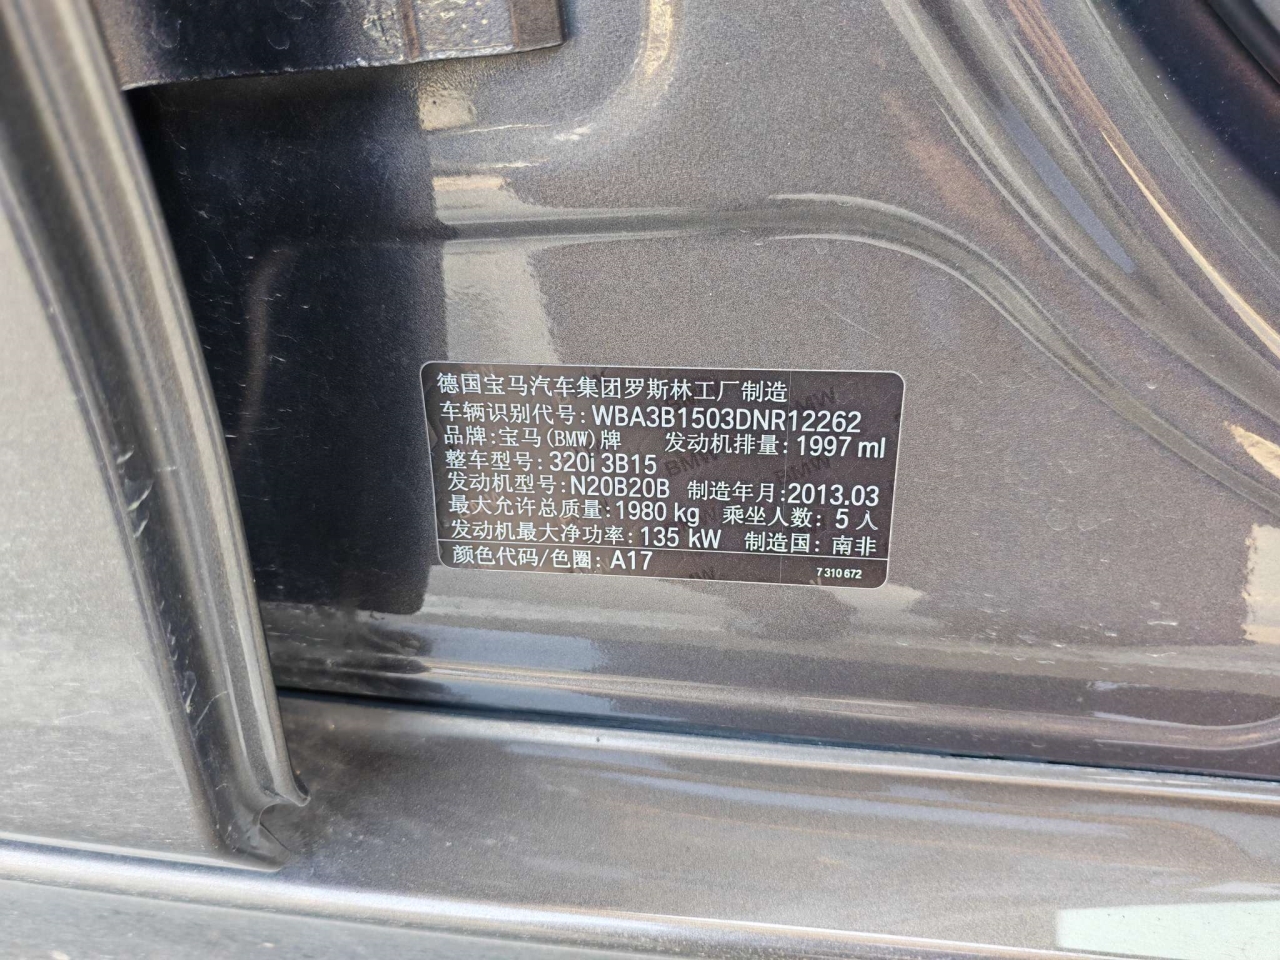 德国宝马汽车集团罗斯林工厂制造
车辆识别代号: WBA3B1503DNR12262
品牌: 宝马(BMW)牌 发动机排量: 1997 ml
整车型号: 320i 3B15
发动机型号: N20B20B 制造年月: 2013.03
最大允许总质量: 1980 kg 乘坐人数: 5 人
发动机最大净功率: 135 kW 制造国: 南非
颜色代码/色圈: A17 7 310 672